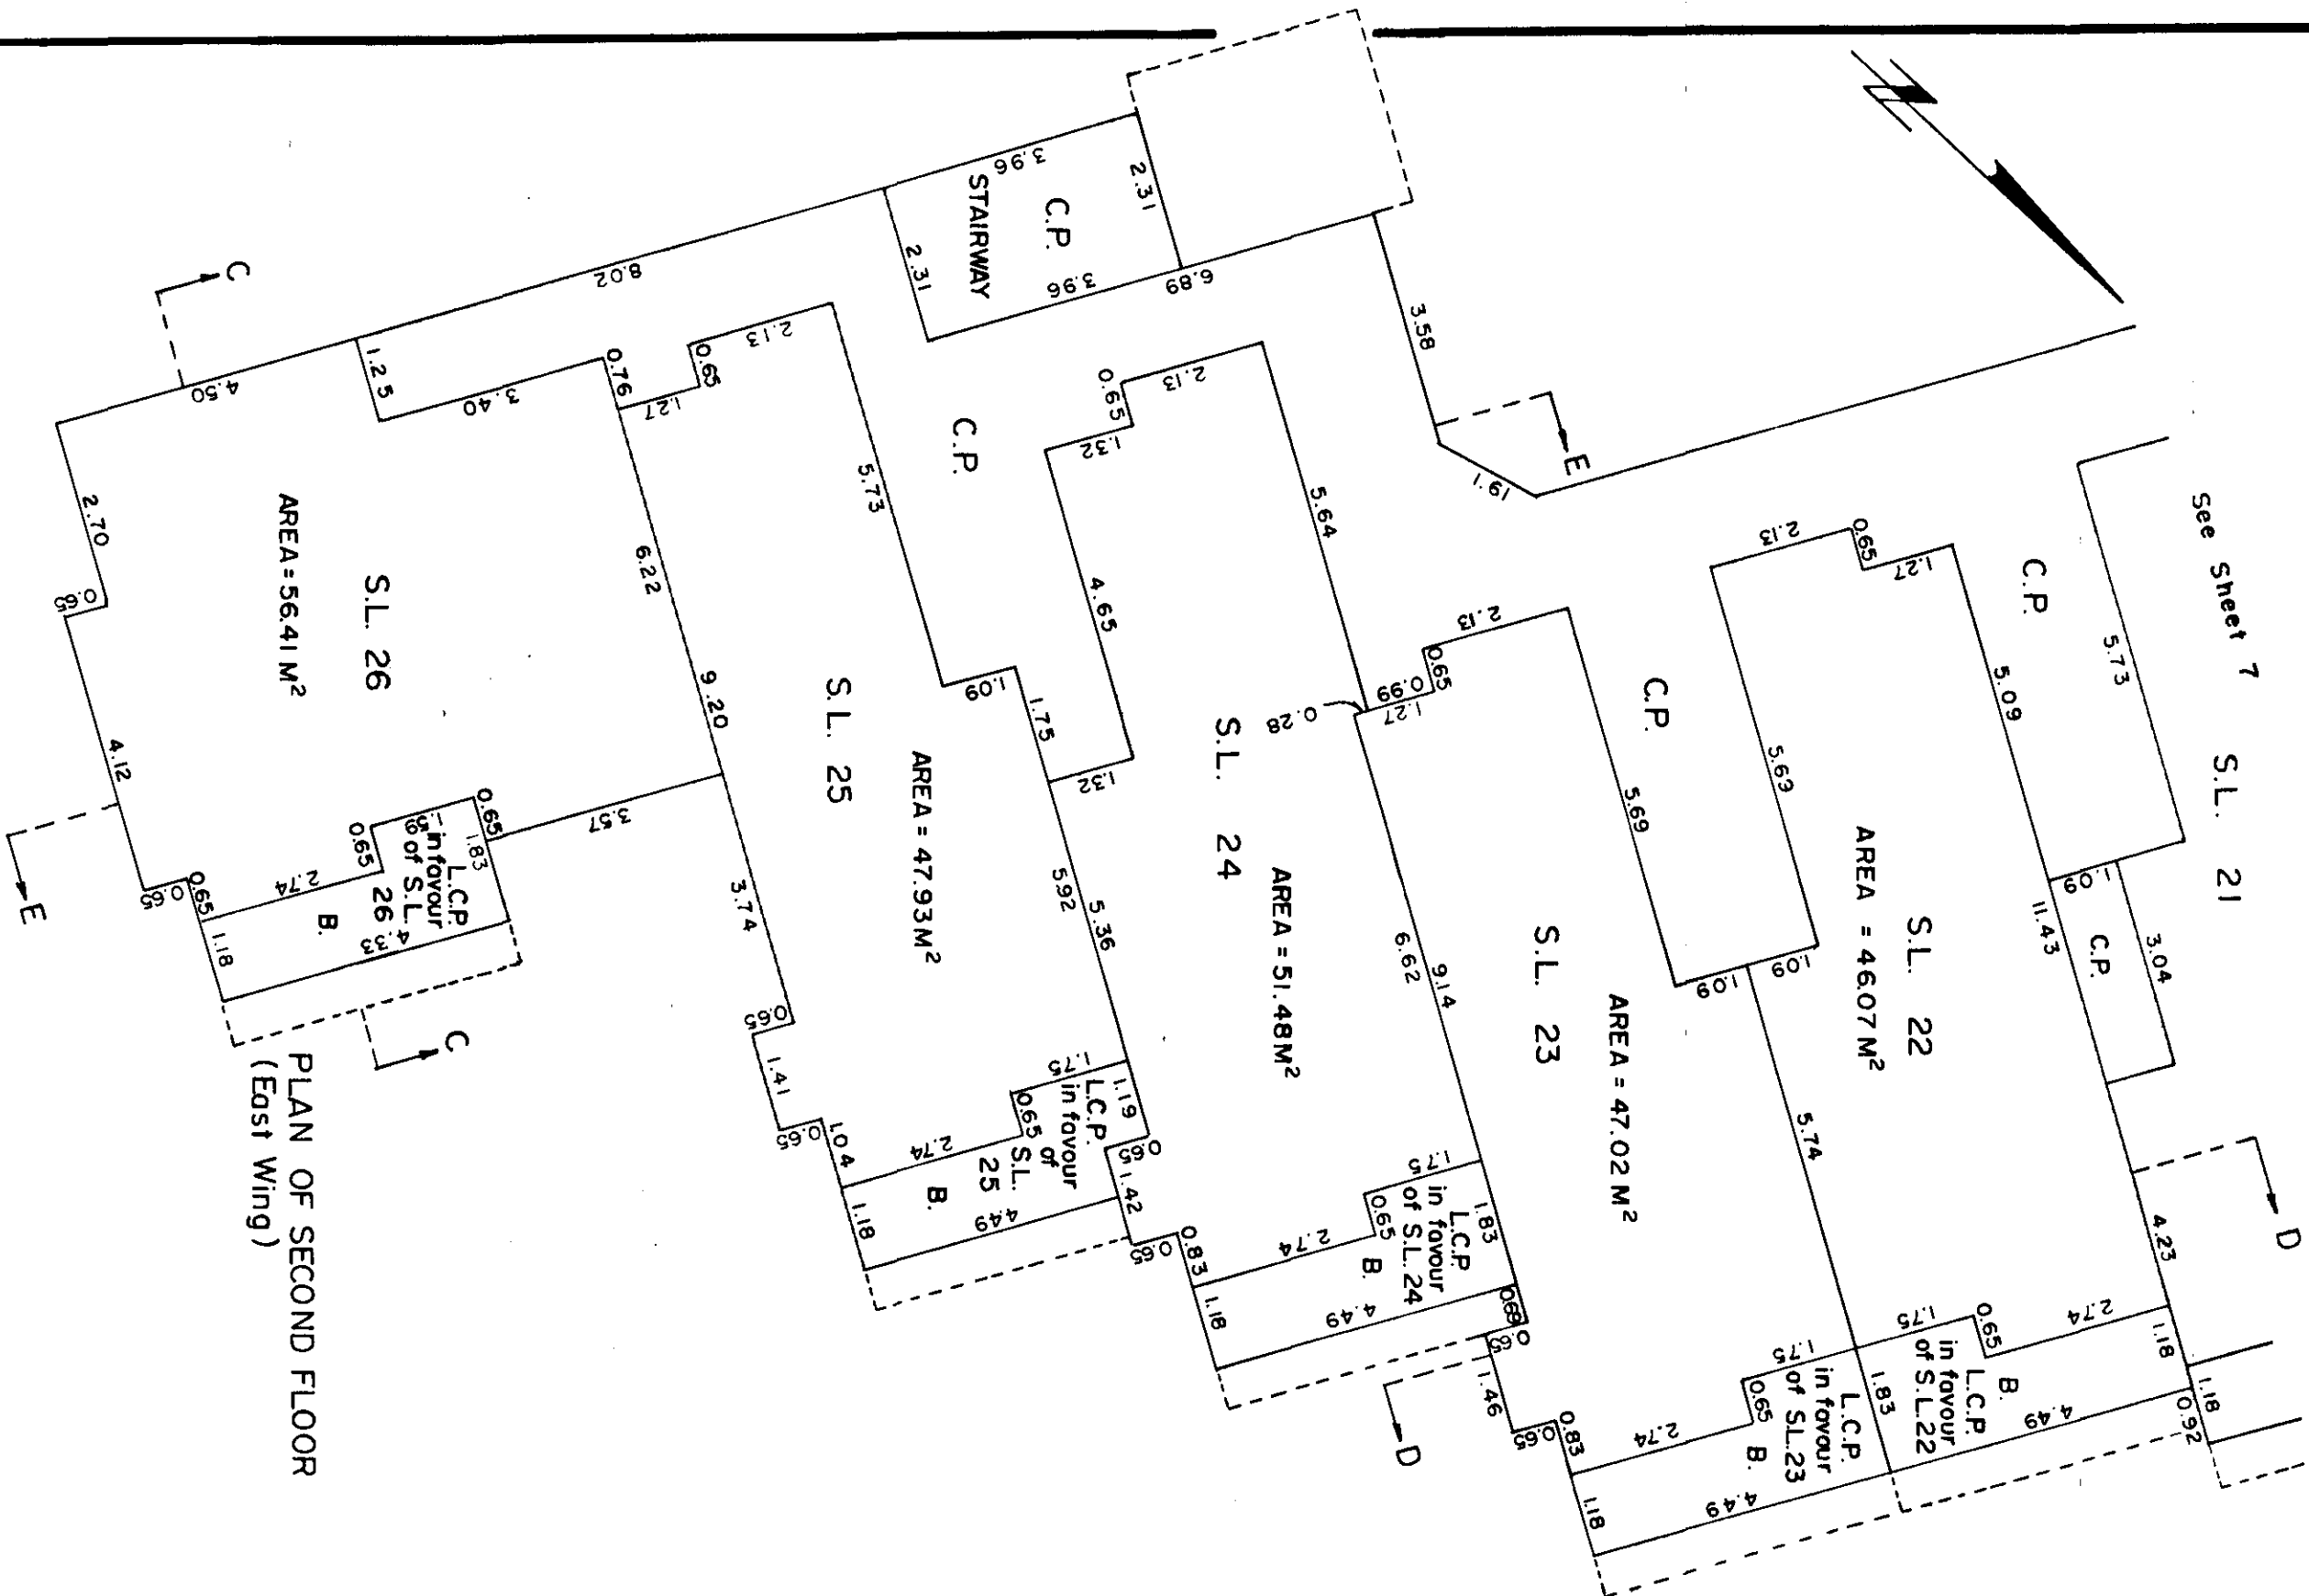 3.96
2.31
C.P.
STAIRWAY
2.31
3.96
6.89
8.02
C
4.50
1.25
3.40
0.76
1.27
0.65
2.13
3.58
E
1.61
C.P.
5.73
2.13
0.65
1.32
5.64
4.65
See Sheet 7
S.L. 21
2.13
0.65
1.27
C.P.
5.73
5.09
1.09
11.43
C.P.
3.04
2.70
0.65
AREA = 56.41 M²
S.L. 26
4.12
E
6.22
9.20
3.57
3.74
0.65
1.83
1.59
L.C.P.
in favour
of S.L.
26
B.
0.65
2.74
0.65
0.65
1.18
4.33
C
S.L. 25
AREA = 47.93 M²
1.09
1.75
1.32
5.92
5.36
0.65
1.41
0.65
1.04
1.18
2.74
0.65
1.75
1.19
L.C.P.
in favour
of
S.L.
25
B.
4.49
0.65
1.42
0.65
S.L. 24
AREA = 51.48 M²
0.28
0.99
1.27
0.65
2.13
6.62
9.14
0.83
1.18
2.74
0.65
1.75
1.83
L.C.P.
in favour
of S.L. 24
B.
4.49
0.69
0.65
D
1.46
0.65
C.P.
5.69
5.63
1.09
1.09
S.L. 23
AREA = 47.02 M²
5.74
0.83
1.18
2.74
0.65
1.75
1.83
L.C.P.
in favour
of S.L. 23
B.
4.49
AREA = 46.07 M²
S.L. 22
D
4.23
1.75
0.65
2.74
1.18
L.C.P.
in favour
of S.L. 22
B.
4.49
1.18
0.92
PLAN OF SECOND FLOOR
(East Wing)